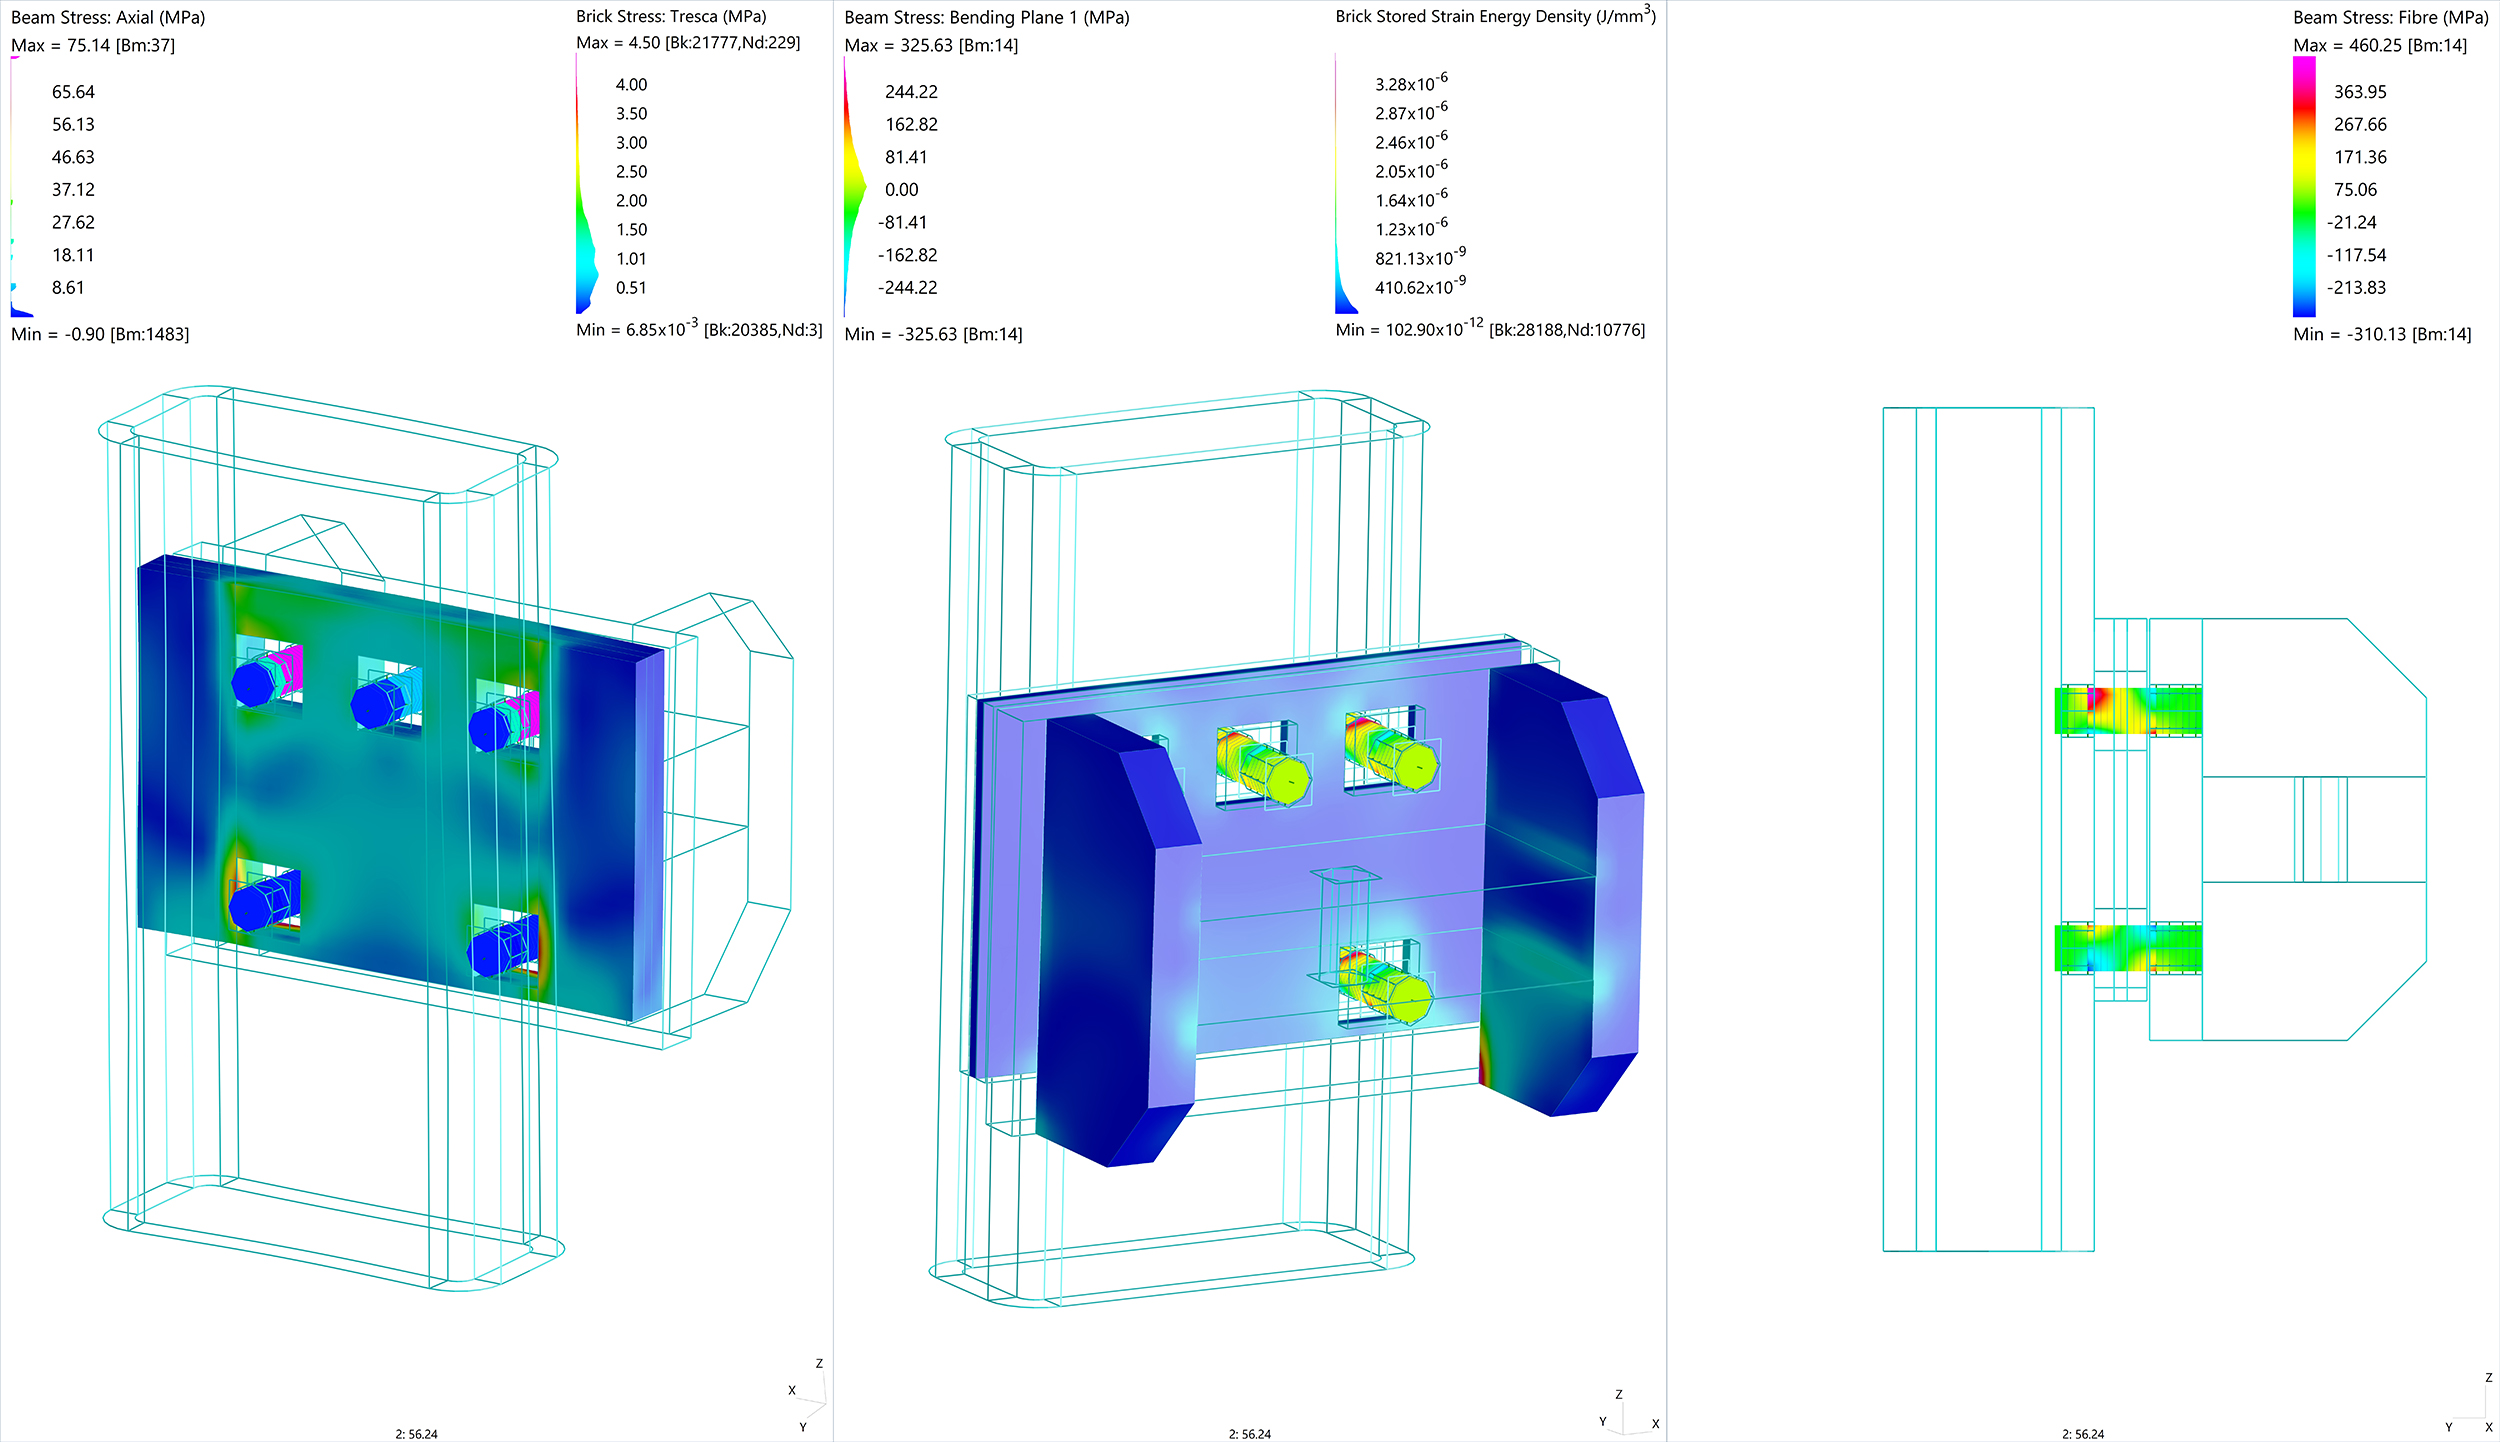 Beam Stress: Axial (MPa)
Max = 75.14 [Bm:37]
65.64
56.13
46.63
37.12
27.62
18.11
8.61
Min = -0.90 [Bm:1483]
Brick Stress: Tresca (MPa)
Max = 4.50 [Bk:21777,Nd:229]
4.00
3.50
3.00
2.50
2.00
1.50
1.01
0.51
Min = 6.85x10-3 [Bk:20385,Nd:3]
Z
X
Y
2: 56.24
Beam Stress: Bending Plane 1 (MPa)
Max = 325.63 [Bm:14]
244.22
162.82
81.41
0.00
-81.41
-162.82
-244.22
Min = -325.63 [Bm:14]
Brick Stored Strain Energy Density (J/mm3)
3.28x10-6
2.87x10-6
2.46x10-6
2.05x10-6
1.64x10-6
1.23x10-6
821.13x10-9
410.62x10-9
Min = 102.90x10-12 [Bk:28188,Nd:10776]
Z
Y
X
2: 56.24
Beam Stress: Fibre (MPa)
Max = 460.25 [Bm:14]
363.95
267.66
171.36
75.06
-21.24
-117.54
-213.83
Min = -310.13 [Bm:14]
Z
Y
X
2: 56.24